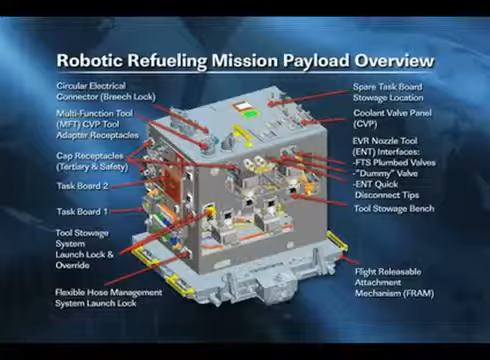 Robotic Refueling Mission Payload Overview
Circular Electrical
Connector (Breech Lock)
Multi-Function Tool
(MFT) CVP Tool
Adapter Receptacles
Cap Receptacles
(Tertiary & Safety)
Task Board 2
Task Board 1
Tool Stowage
System
Launch Lock &
Override
Flexible Hose Management
System Launch Lock
Spare Task Board
Stowage Location
Coolant Valve Panel
(CVP)
EVR Nozzle Tool
(ENT) Interfaces:
-FTS Plumbed Valves
-"Dummy" Valve
-ENT Quick
Disconnect Tips
Tool Stowage Bench
Flight Releasable
Attachment
Mechanism (FRAM)